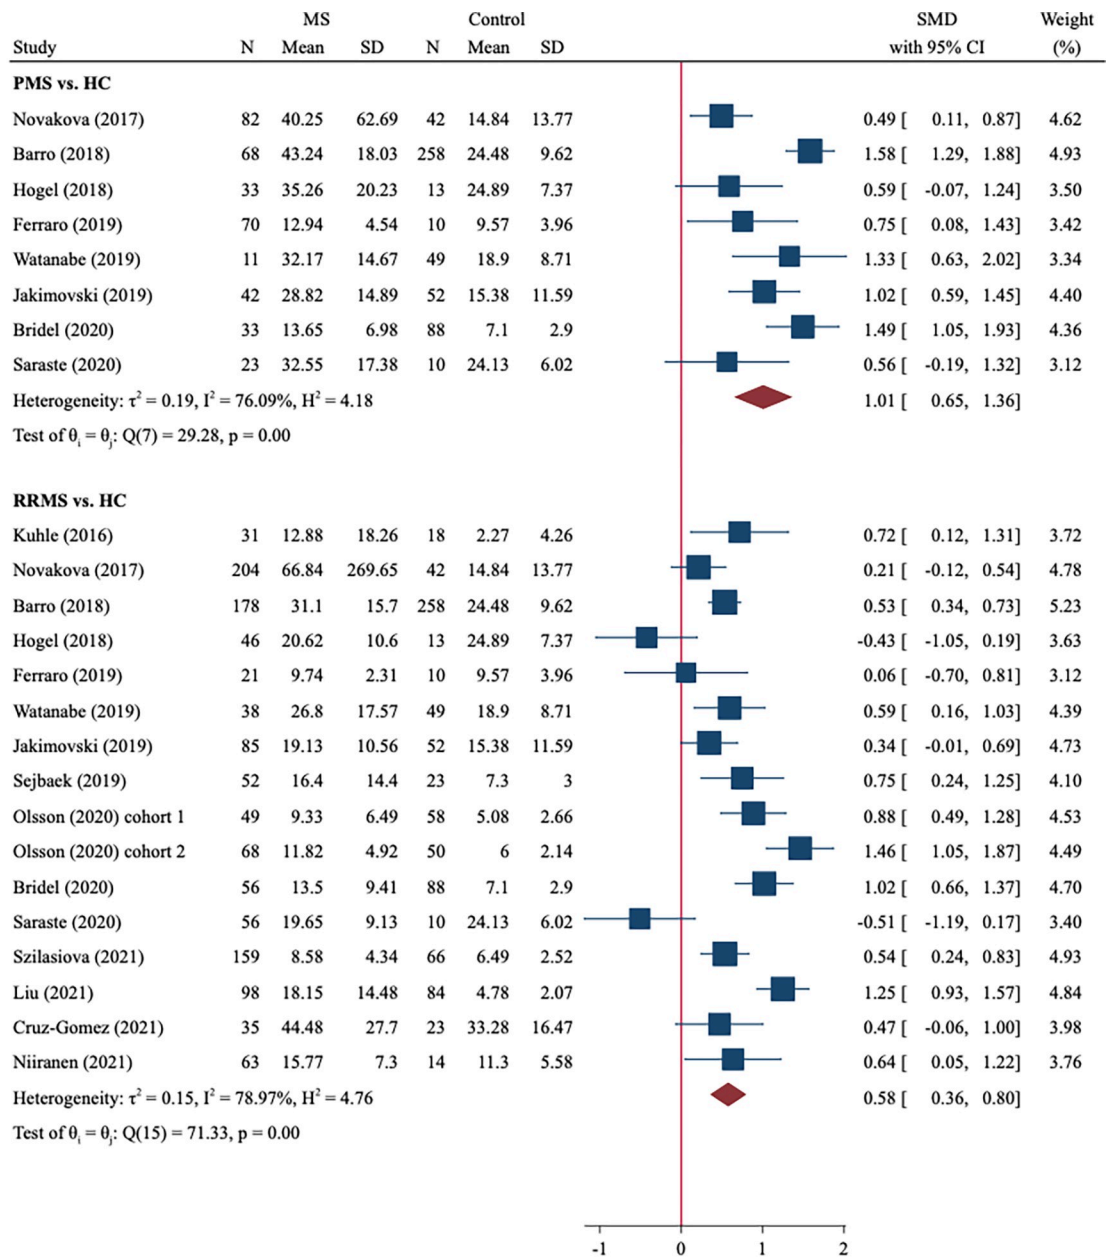 MS Control SMD Weight
Study N Mean SD N Mean SD with 95% CI (%)
PMS vs. HC
Novakova (2017) 82 40.25 62.69 42 14.84 13.77 0.49 [ 0.11, 0.87] 4.62
Barro (2018) 68 43.24 18.03 258 24.48 9.62 1.58 [ 1.29, 1.88] 4.93
Hogel (2018) 33 35.26 20.23 13 24.89 7.37 0.59 [ -0.07, 1.24] 3.50
Ferraro (2019) 70 12.94 4.54 10 9.57 3.96 0.75 [ 0.08, 1.43] 3.42
Watanabe (2019) 11 32.17 14.67 49 18.9 8.71 1.33 [ 0.63, 2.02] 3.34
Jakimovski (2019) 42 28.82 14.89 52 15.38 11.59 1.02 [ 0.59, 1.45] 4.40
Bridel (2020) 33 13.65 6.98 88 7.1 2.9 1.49 [ 1.05, 1.93] 4.36
Saraste (2020) 23 32.55 17.38 10 24.13 6.02 0.56 [ -0.19, 1.32] 3.12
Heterogeneity: τ² = 0.19, I² = 76.09%, H² = 4.18 1.01 [ 0.65, 1.36]
Test of θᵢ = θⱼ: Q(7) = 29.28, p = 0.00
RRMS vs. HC
Kuhle (2016) 31 12.88 18.26 18 2.27 4.26 0.72 [ 0.12, 1.31] 3.72
Novakova (2017) 204 66.84 269.65 42 14.84 13.77 0.21 [ -0.12, 0.54] 4.78
Barro (2018) 178 31.1 15.7 258 24.48 9.62 0.53 [ 0.34, 0.73] 5.23
Hogel (2018) 46 20.62 10.6 13 24.89 7.37 -0.43 [ -1.05, 0.19] 3.63
Ferraro (2019) 21 9.74 2.31 10 9.57 3.96 0.06 [ -0.70, 0.81] 3.12
Watanabe (2019) 38 26.8 17.57 49 18.9 8.71 0.59 [ 0.16, 1.03] 4.39
Jakimovski (2019) 85 19.13 10.56 52 15.38 11.59 0.34 [ -0.01, 0.69] 4.73
Sejbaek (2019) 52 16.4 14.4 23 7.3 3 0.75 [ 0.24, 1.25] 4.10
Olsson (2020) cohort 1 49 9.33 6.49 58 5.08 2.66 0.88 [ 0.49, 1.28] 4.53
Olsson (2020) cohort 2 68 11.82 4.92 50 6 2.14 1.46 [ 1.05, 1.87] 4.49
Bridel (2020) 56 13.5 9.41 88 7.1 2.9 1.02 [ 0.66, 1.37] 4.70
Saraste (2020) 56 19.65 9.13 10 24.13 6.02 -0.51 [ -1.19, 0.17] 3.40
Szilasiova (2021) 159 8.58 4.34 66 6.49 2.52 0.54 [ 0.24, 0.83] 4.93
Liu (2021) 98 18.15 14.48 84 4.78 2.07 1.25 [ 0.93, 1.57] 4.84
Cruz-Gomez (2021) 35 44.48 27.7 23 33.28 16.47 0.47 [ -0.06, 1.00] 3.98
Niiranen (2021) 63 15.77 7.3 14 11.3 5.58 0.64 [ 0.05, 1.22] 3.76
Heterogeneity: τ² = 0.15, I² = 78.97%, H² = 4.76 0.58 [ 0.36, 0.80]
Test of θᵢ = θⱼ: Q(15) = 71.33, p = 0.00
-1 0 1 2